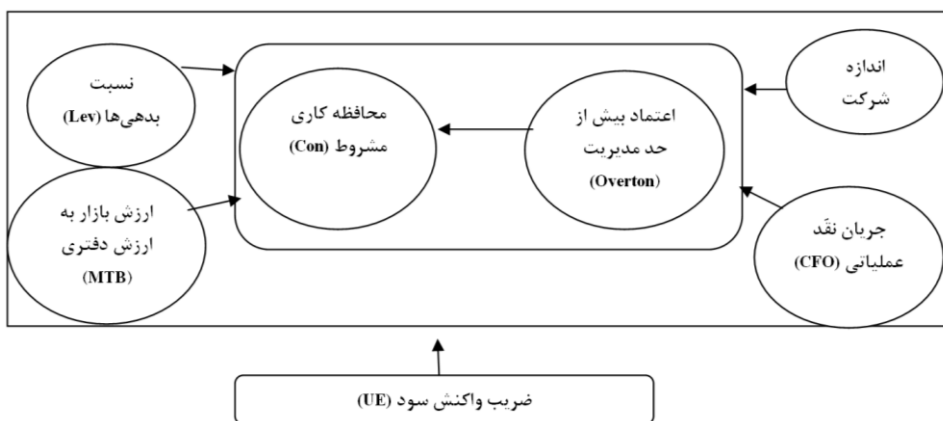 اندازه
شرکت
نسبت
بدهی‌ها (Lev)
محافظه کاری
مشروط
(Con)
اعتماد بیش از
حد مدیریت
(Overton)
ارزش بازار به
ارزش دفتری
(MTB)
جریان نقد
عملیاتی (CFO)
ضریب واکنش سود (UE)